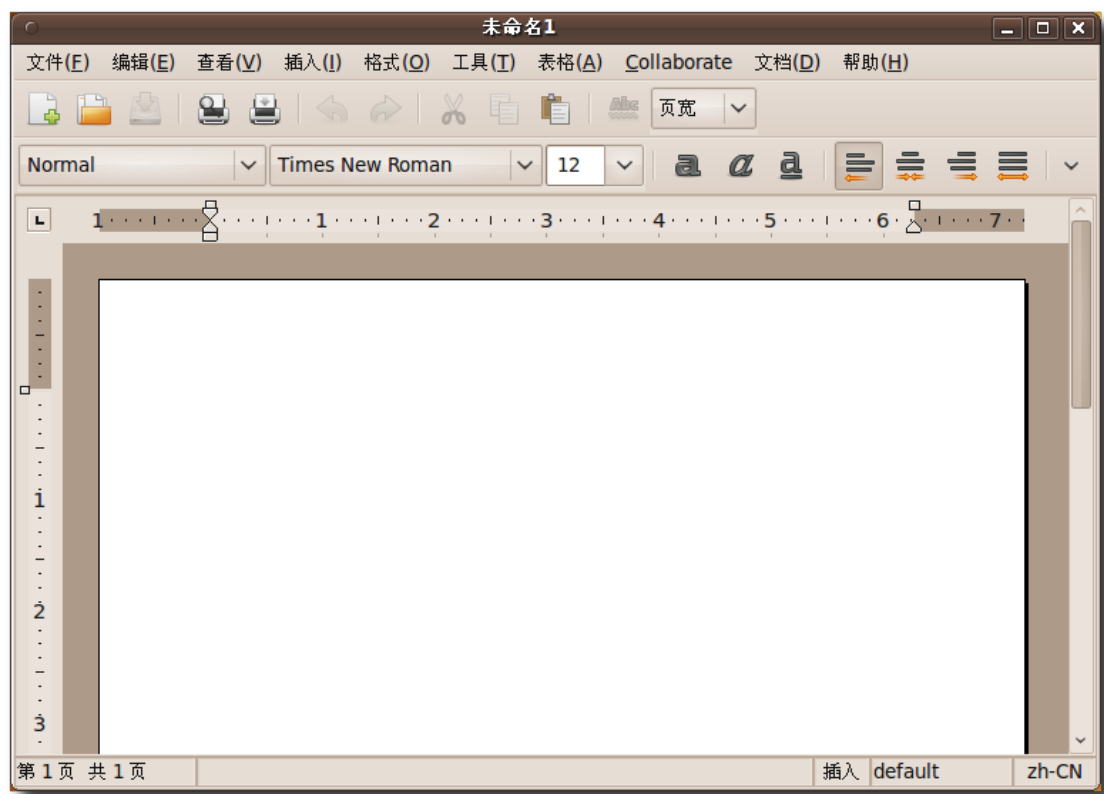 未命名1
文件(F) 编辑(E) 查看(V) 插入(I) 格式(O) 工具(T) 表格(A) Collaborate 文档(D) 帮助(H)
Abc 页宽
Normal Times New Roman 12 a a a
L 1 1 2 3 4 5 6 7
1
2
3
第1页 共1页 插入 default zh-CN